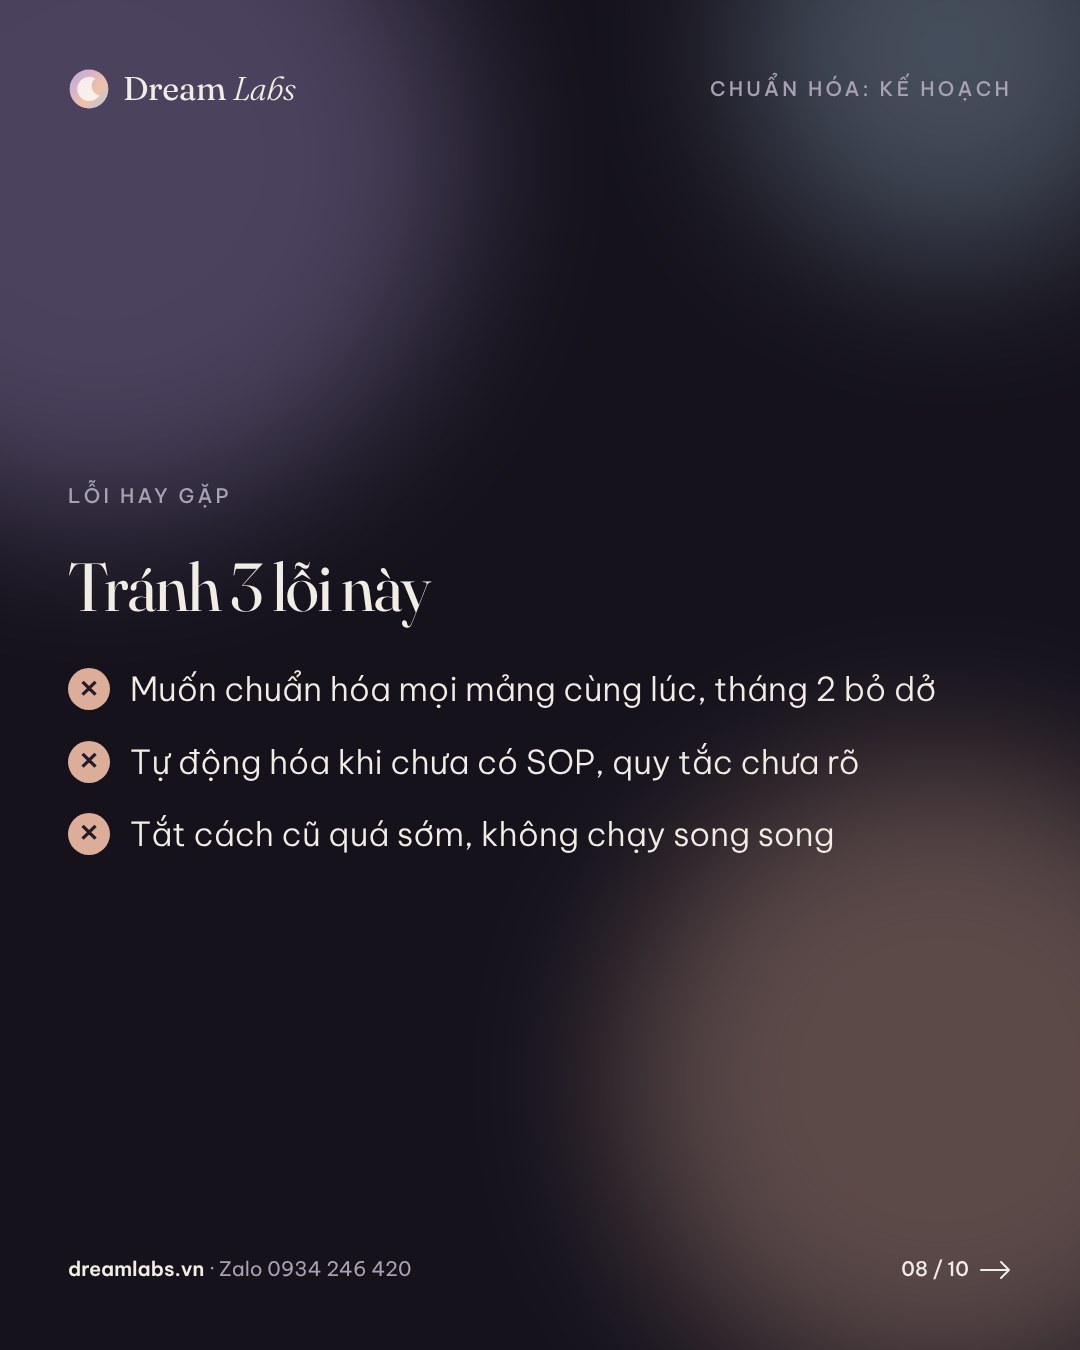 Dream Labs
CHUẨN HÓA: KẾ HOẠCH
LỖI HAY GẶP
Tránh 3 lỗi này
Muốn chuẩn hóa mọi mảng cùng lúc, tháng 2 bỏ dở
Tự động hóa khi chưa có SOP, quy tắc chưa rõ
Tắt cách cũ quá sớm, không chạy song song
dreamlabs.vn · Zalo 0934 246 420
08 / 10 →